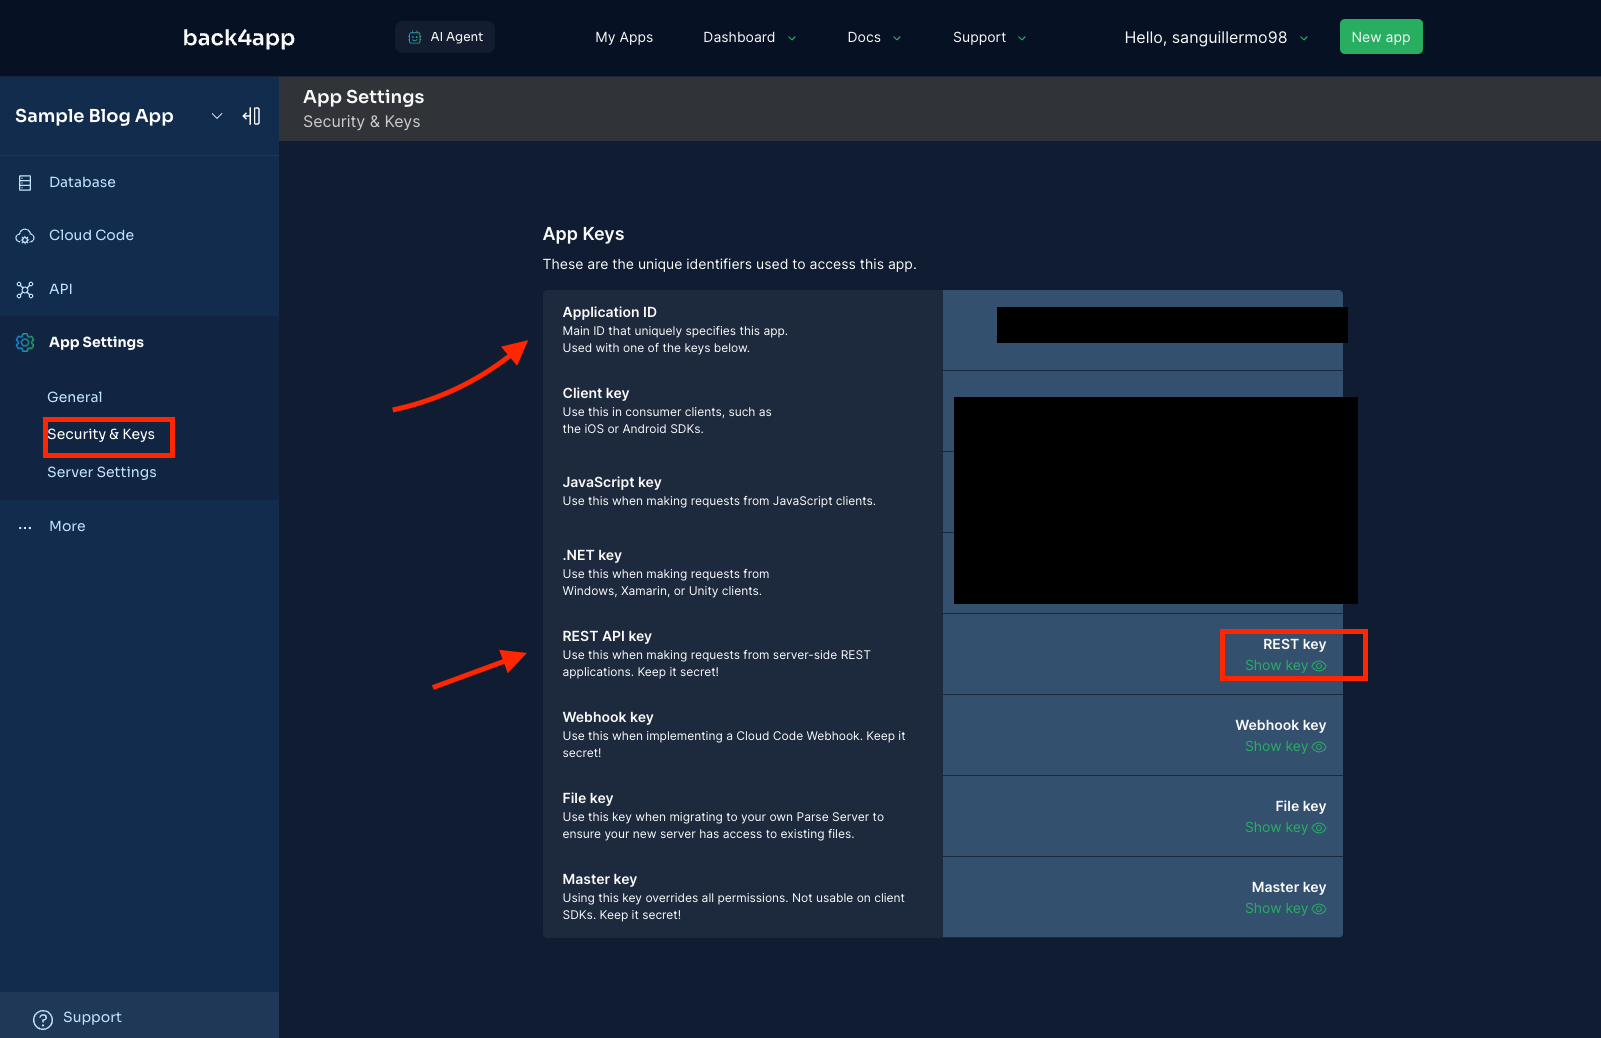 back4app
AI Agent
My Apps
Dashboard
Docs
Support
Hello, sanguillermo98
New app
Sample Blog App
Database
Cloud Code
API
App Settings
General
Security & Keys
Server Settings
More
Support
App Settings
Security & Keys
App Keys
These are the unique identifiers used to access this app.
Application ID
Main ID that uniquely specifies this app.
Used with one of the keys below.
Client key
Use this in consumer clients, such as
the iOS or Android SDKs.
JavaScript key
Use this when making requests from JavaScript clients.
.NET key
Use this when making requests from
Windows, Xamarin, or Unity clients.
REST API key
Use this when making requests from server-side REST
applications. Keep it secret!
REST key
Show key
Webhook key
Use this when implementing a Cloud Code Webhook. Keep it
secret!
Webhook key
Show key
File key
Use this key when migrating to your own Parse Server to
ensure your new server has access to existing files.
File key
Show key
Master key
Using this key overrides all permissions. Not usable on client
SDKs. Keep it secret!
Master key
Show key